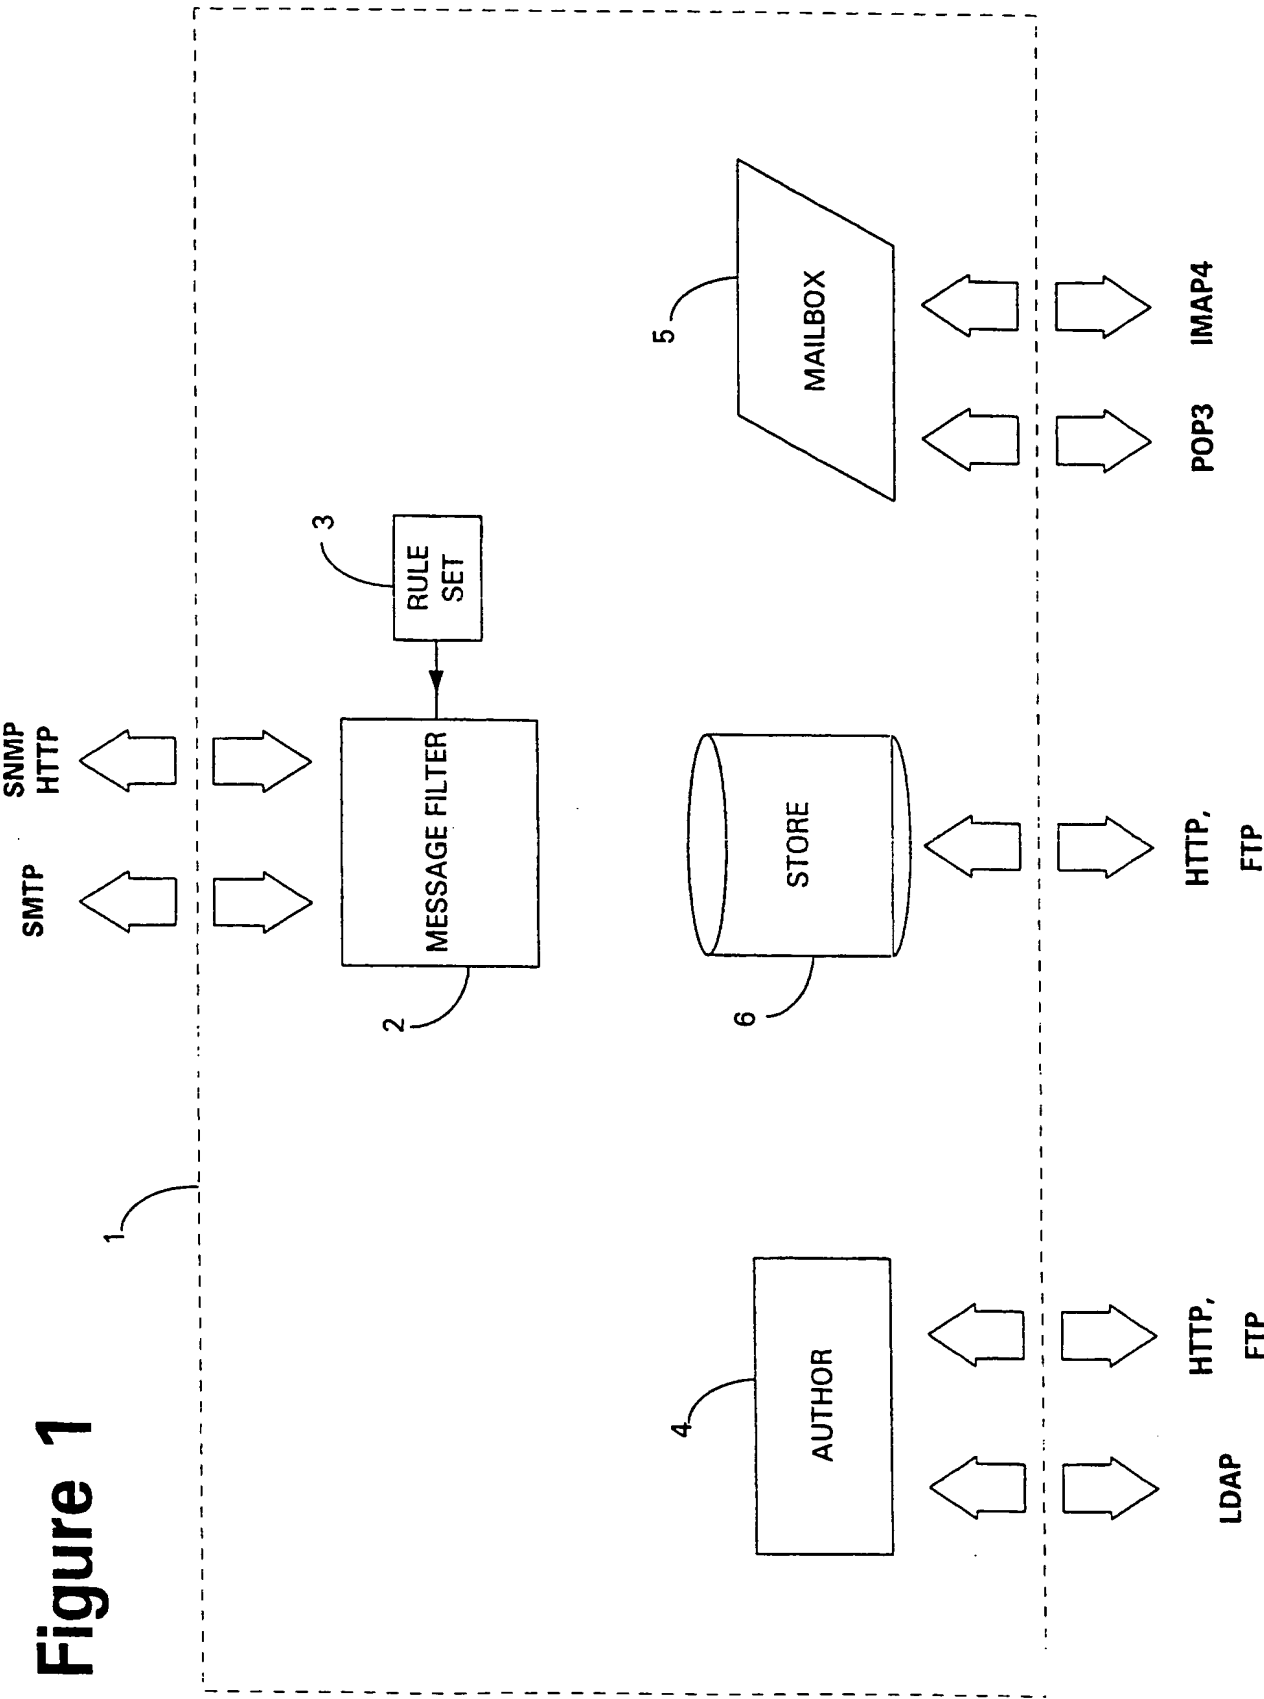 Figure 1
SMTP
SNMP
HTTP
1
2
MESSAGE FILTER
3
RULE
SET
4
AUTHOR
6
STORE
5
MAILBOX
LDAP
HTTP,
FTP
HTTP,
FTP
POP3
IMAP4